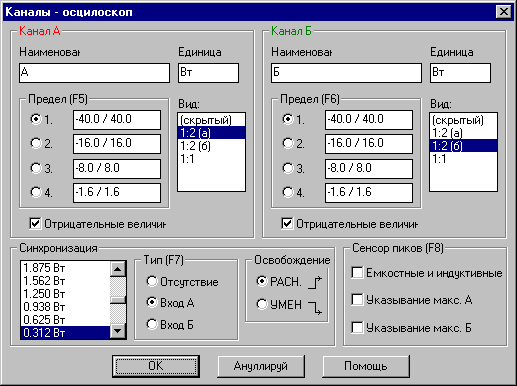 Каналы - осцилоскоп
Канал А
Наименован
Единица
А
Вт
Предел (F5)
Вид:
1. -40.0 / 40.0
2. -16.0 / 16.0
3. -8.0 / 8.0
4. -1.6 / 1.6
(скрытый)
1:2 (а)
1:2 (б)
1:1
Отрицательные величин
Канал Б
Наименован
Единица
Б
Вт
Предел (F6)
Вид:
1. -40.0 / 40.0
2. -16.0 / 16.0
3. -8.0 / 8.0
4. -1.6 / 1.6
(скрытый)
1:2 (а)
1:2 (б)
1:1
Отрицательные величин
Синхронизация
1.875 Вт
1.562 Вт
1.250 Вт
0.938 Вт
0.625 Вт
0.312 Вт
Тип (F7)
Отсутствие
Вход А
Вход Б
Освобождение
РАСН.
УМЕН
Сенсор пиков (F8)
Емкостные и индуктивные
Указывание макс. А
Указывание макс. Б
OK
Ануллируй
Помощь